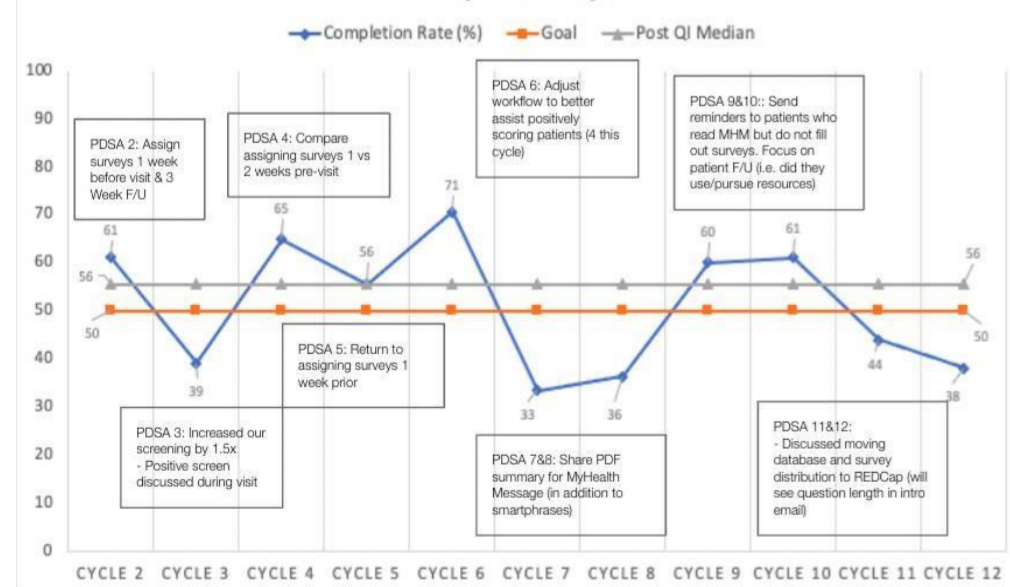 Completion Rate (%) Goal Post QI Median
100
90
80
70
60
50
40
30
20
10
0
PDSA 2: Assign
surveys 1 week
before visit & 3
Week F/U
PDSA 4: Compare
assigning surveys 1 vs
2 weeks pre-visit
PDSA 6: Adjust
workflow to better
assist positively
scoring patients (4 this
cycle)
PDSA 9&10:: Send
reminders to patients who
read MHM but do not fill
out surveys. Focus on
patient F/U (i.e. did they
use/pursue resources)
61
56
50
39
65
56
71
33
36
60
61
44
38
56
50
PDSA 5: Return to
assigning surveys 1
week prior
PDSA 3: Increased our
screening by 1.5x
- Positive screen
discussed during visit
PDSA 7&8: Share PDF
summary for MyHealth
Message (in addition to
smartphrases)
PDSA 11&12:
- Discussed moving
database and survey
distribution to REDCap (will
see question length in intro
email)
CYCLE 2 CYCLE 3 CYCLE 4 CYCLE 5 CYCLE 6 CYCLE 7 CYCLE 8 CYCLE 9 CYCLE 10 CYCLE 11 CYCLE 12